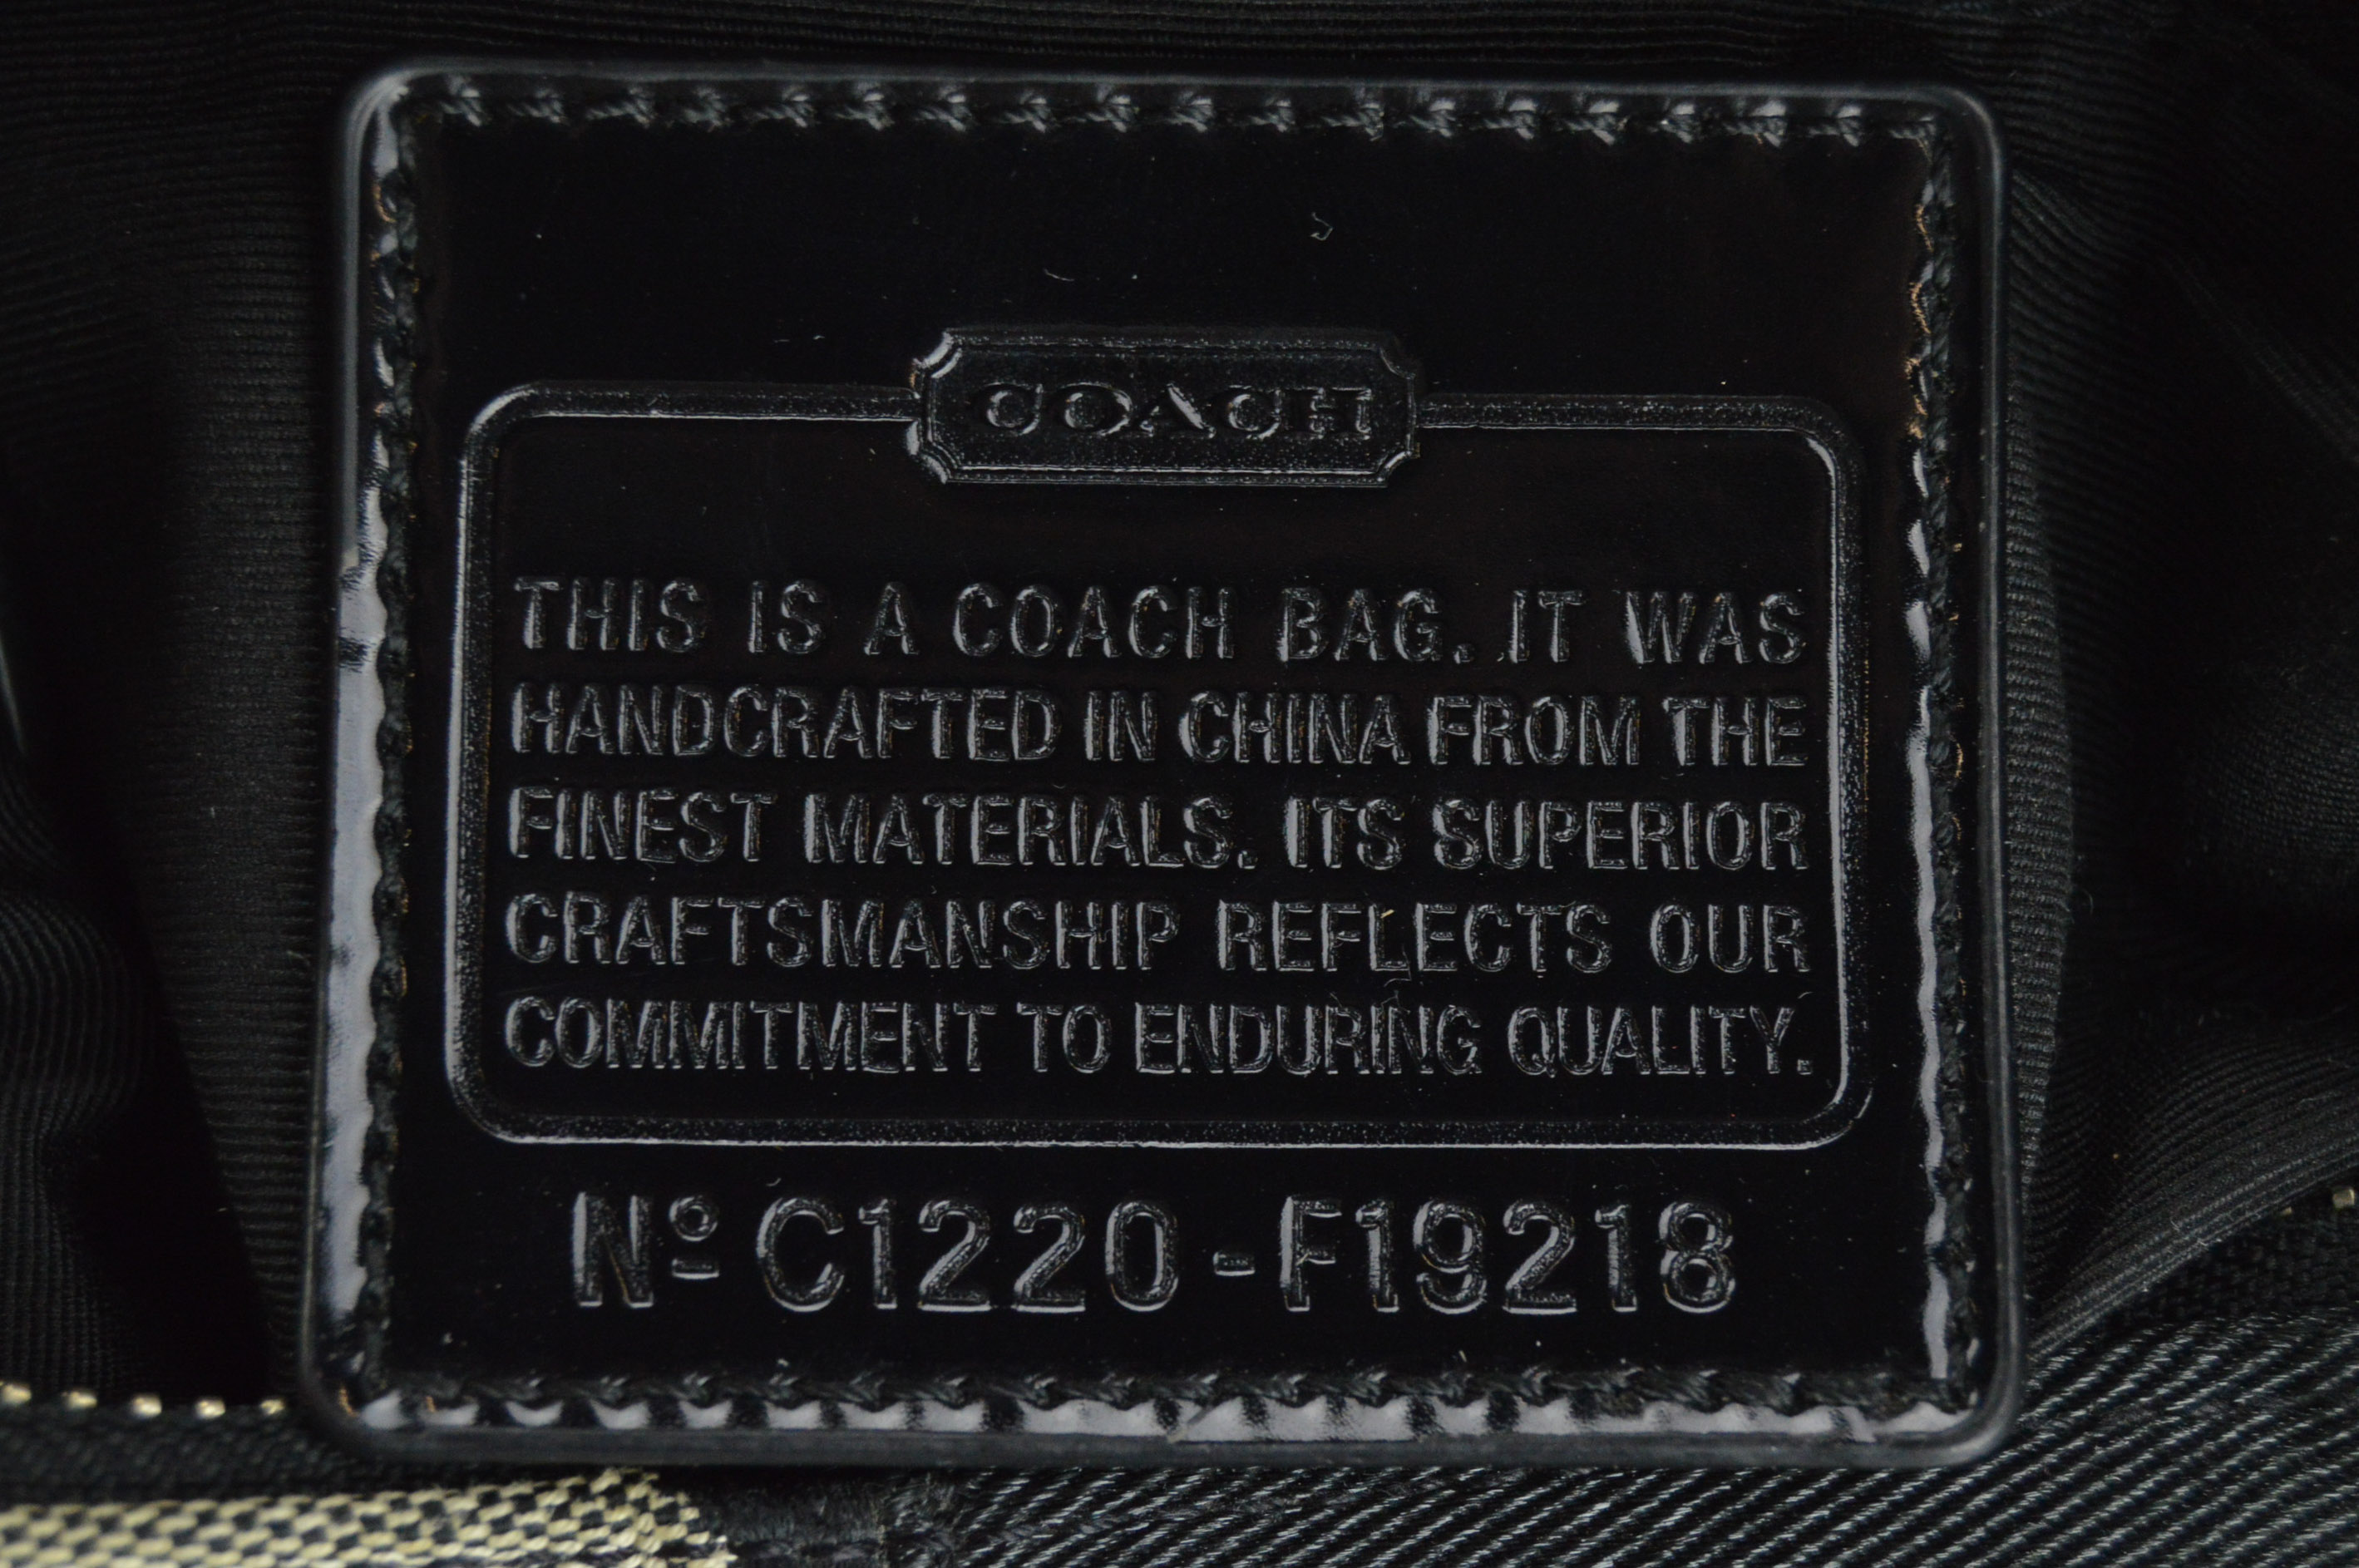 COACH
THIS IS A COACH BAG. IT WAS
HANDCRAFTED IN CHINA FROM THE
FINEST MATERIALS. ITS SUPERIOR
CRAFTSMANSHIP REFLECTS OUR
COMMITMENT TO ENDURING QUALITY.
Nº C1220-F19218